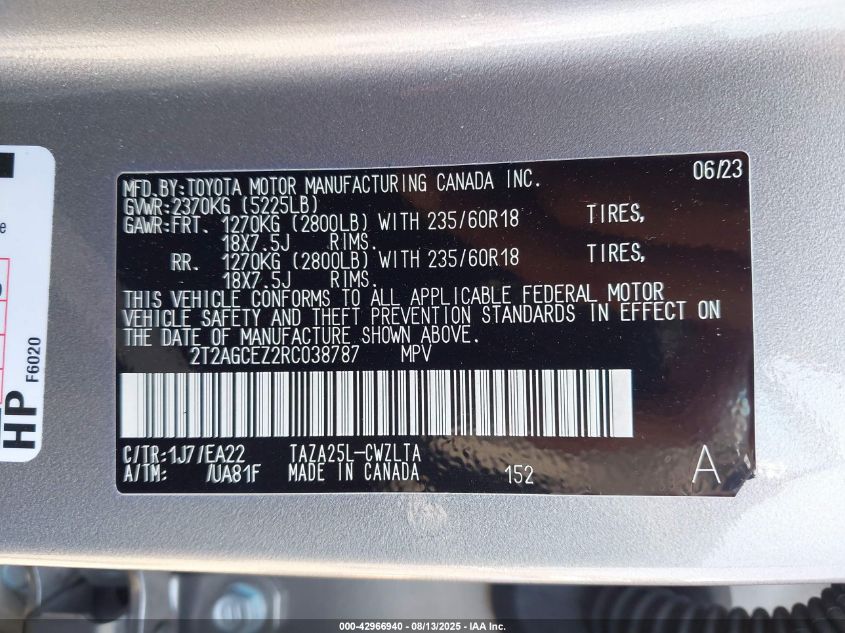 06/23
MFD.BY:TOYOTA MOTOR MANUFACTURING CANADA INC.
GVWR:2370KG (5225LB)
GAWR:FRT. 1270KG (2800LB) WITH 235/60R18 TIRES,
18X7.5J RIMS.
RR. 1270KG (2800LB) WITH 235/60R18 TIRES,
18X7.5J RIMS.
THIS VEHICLE CONFORMS TO ALL APPLICABLE FEDERAL MOTOR
VEHICLE SAFETY AND THEFT PREVENTION STANDARDS IN EFFECT ON
THE DATE OF MANUFACTURE SHOWN ABOVE.
2T2AGCEZ2RC038787 MPV
C/TR:1J7/EA22 TAZA25L-CWZLTA
A/TM: /UA81F MADE IN CANADA 152 A
HP F6020
000-42966940 - 08/13/2025 - IAA Inc.